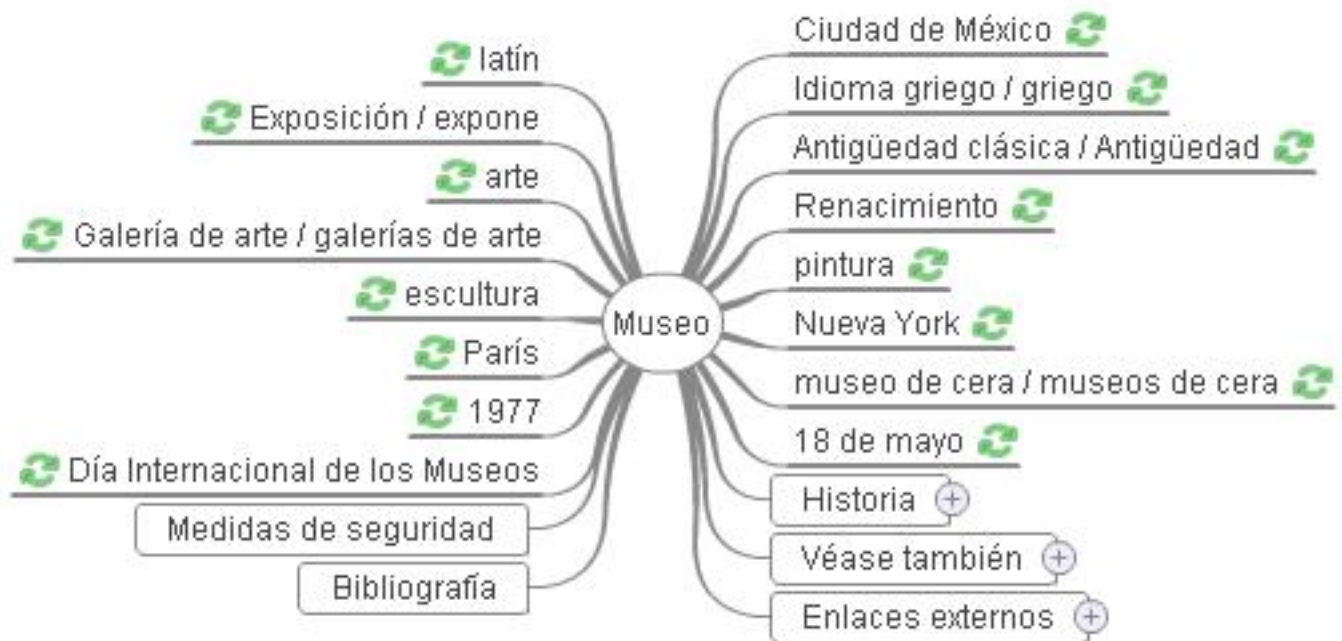 latín
Exposición / expone
arte
Galería de arte / galerías de arte
escultura
París
1977
Día Internacional de los Museos
Medidas de seguridad
Bibliografía
Museo
Ciudad de México
Idioma griego / griego
Antigüedad clásica / Antigüedad
Renacimiento
pintura
Nueva York
museo de cera / museos de cera
18 de mayo
Historia
Véase también
Enlaces externos